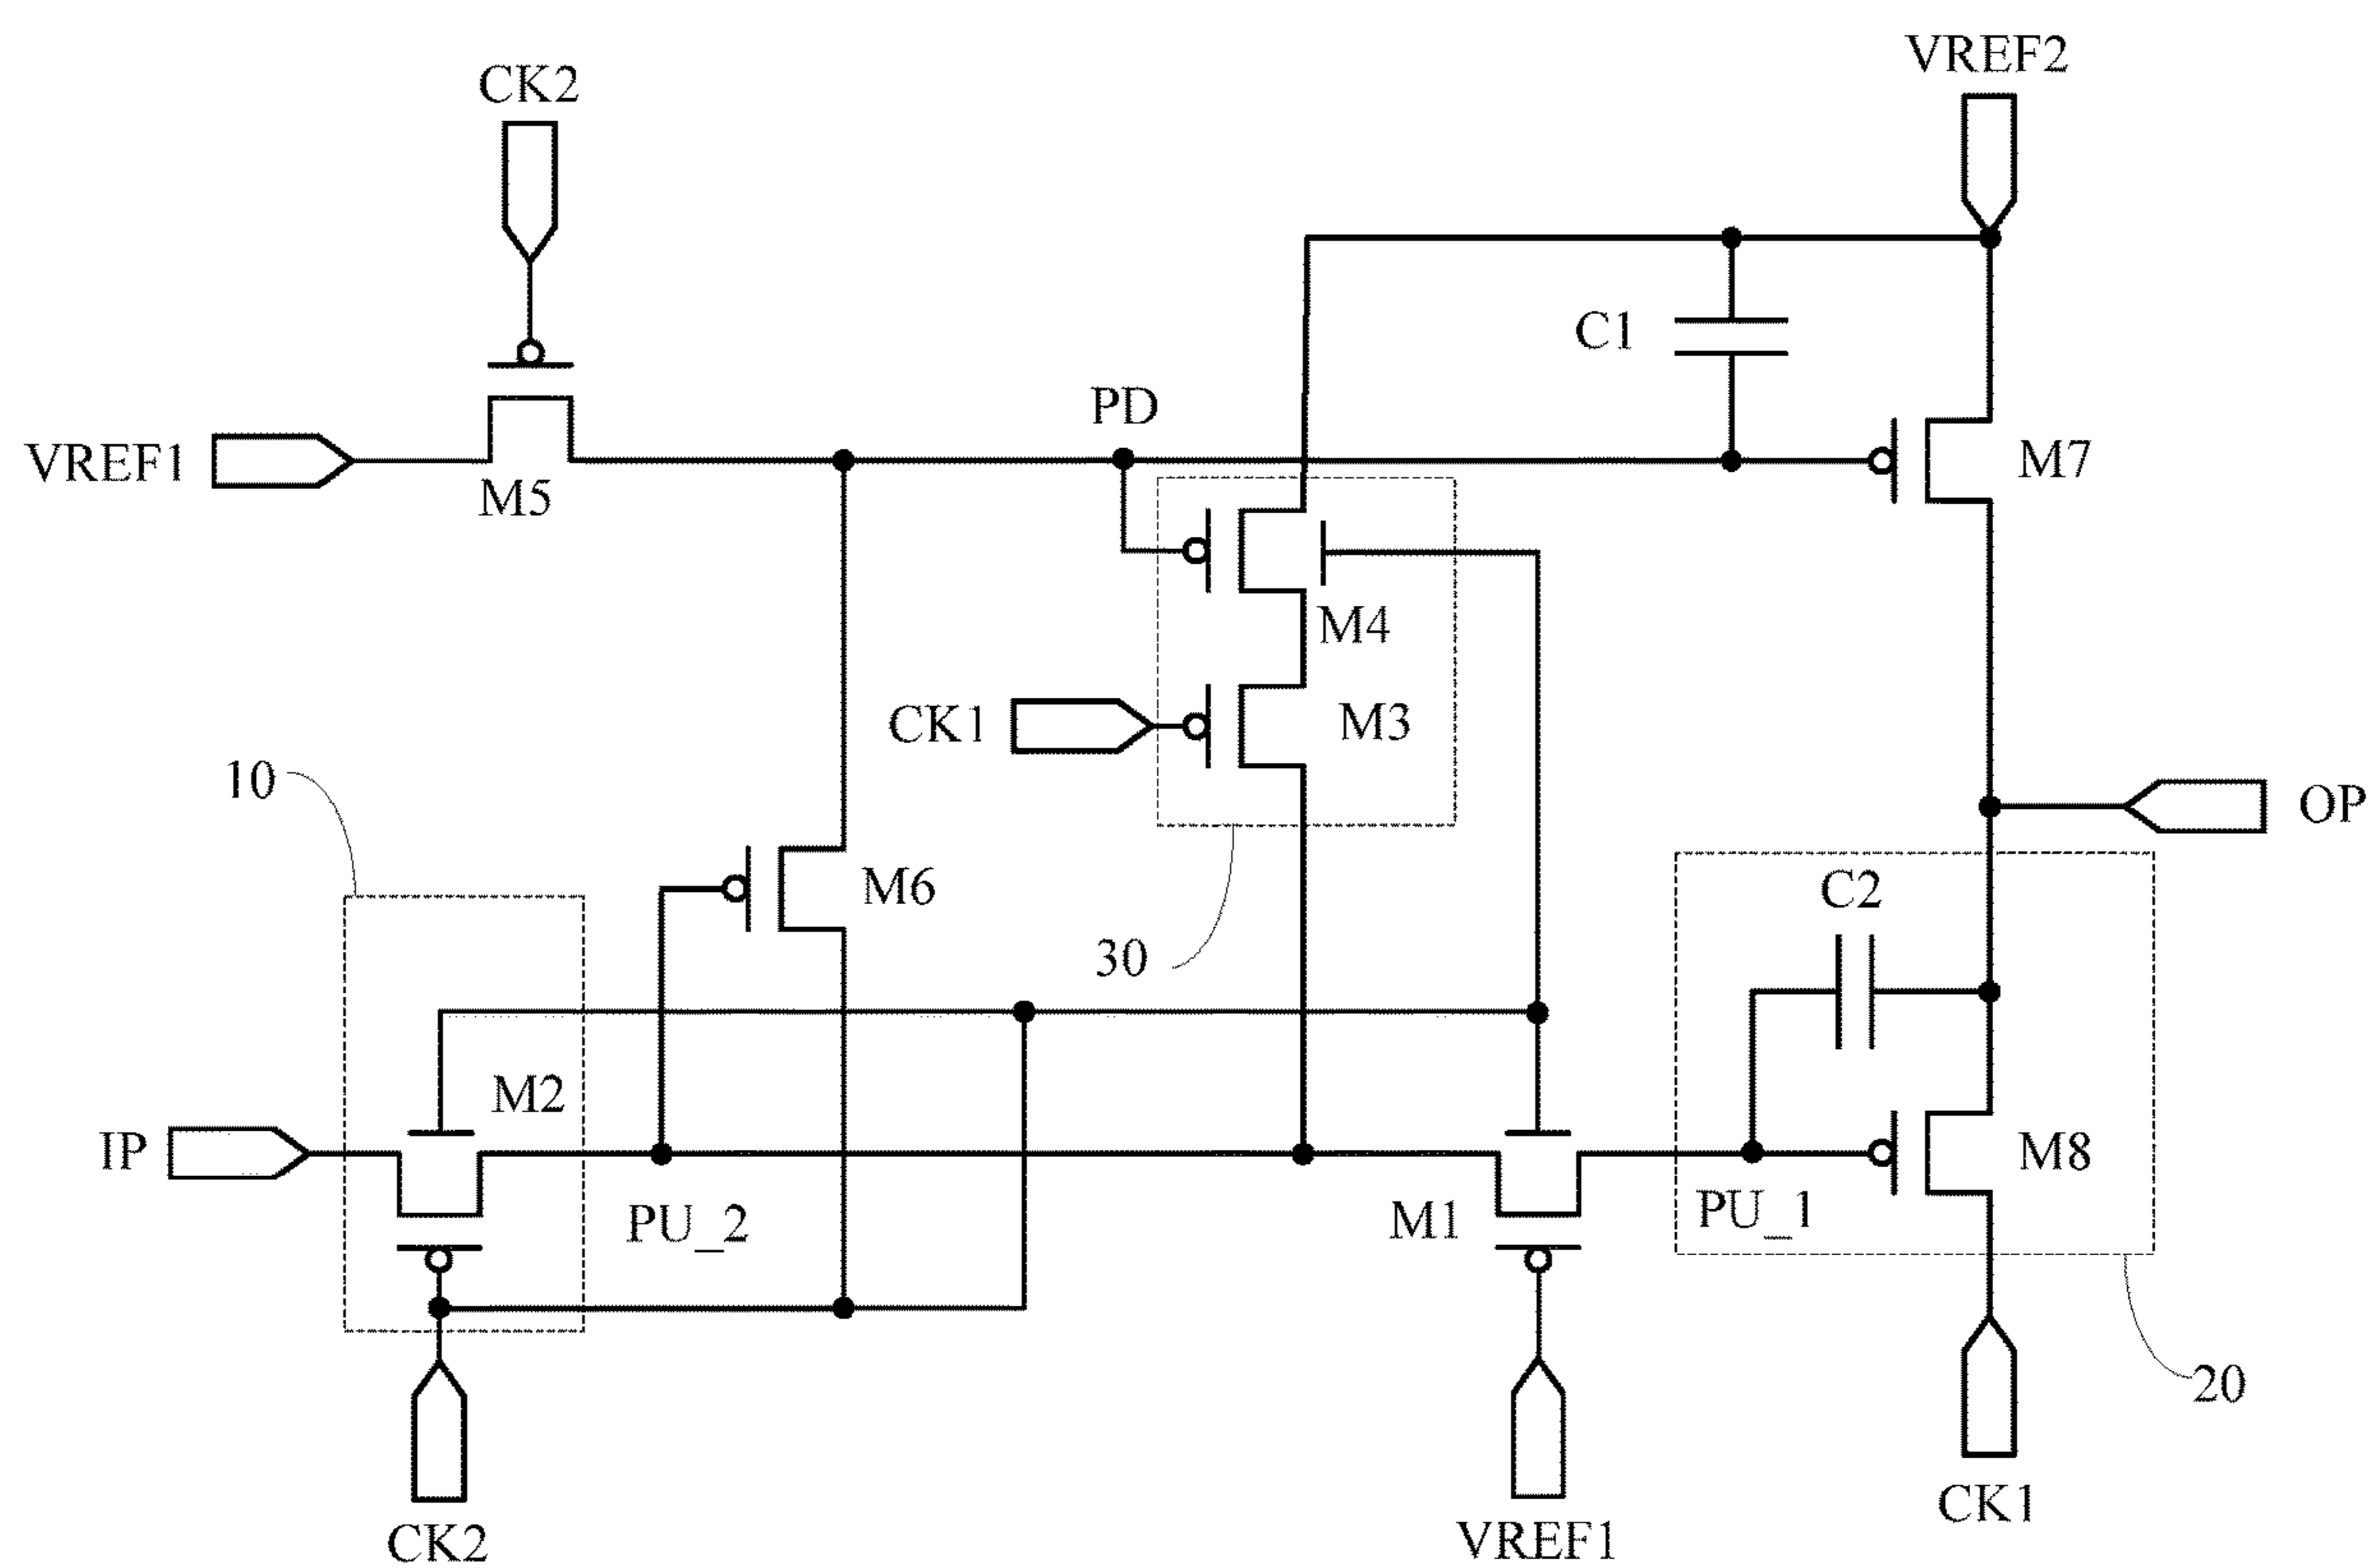 VREF2
CK2
C1
PD
VREF1
M5
M7
M4
CK1
M3
10
OP
M6
C2
30
M2
IP
M8
PU_2
M1
PU_1
20
CK2
VREF1
CK1